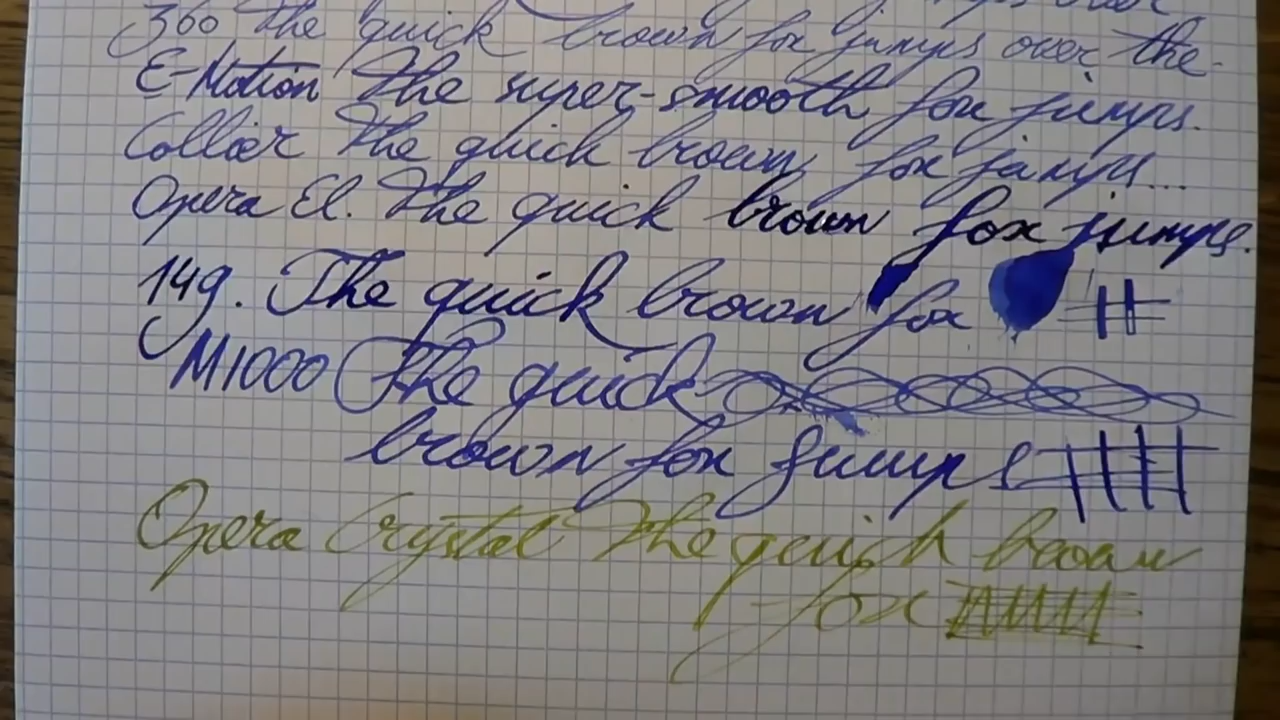 360 the quick brown fox jumps over the
E-Motion The super-smooth fox jumps.
Collier The quick brown fox jumps...
Opera El. The quick brown fox jumps.
149. The quick brown fox
M1000 The quick
brown fox jumps
Opera Crystal The quick brown
fox